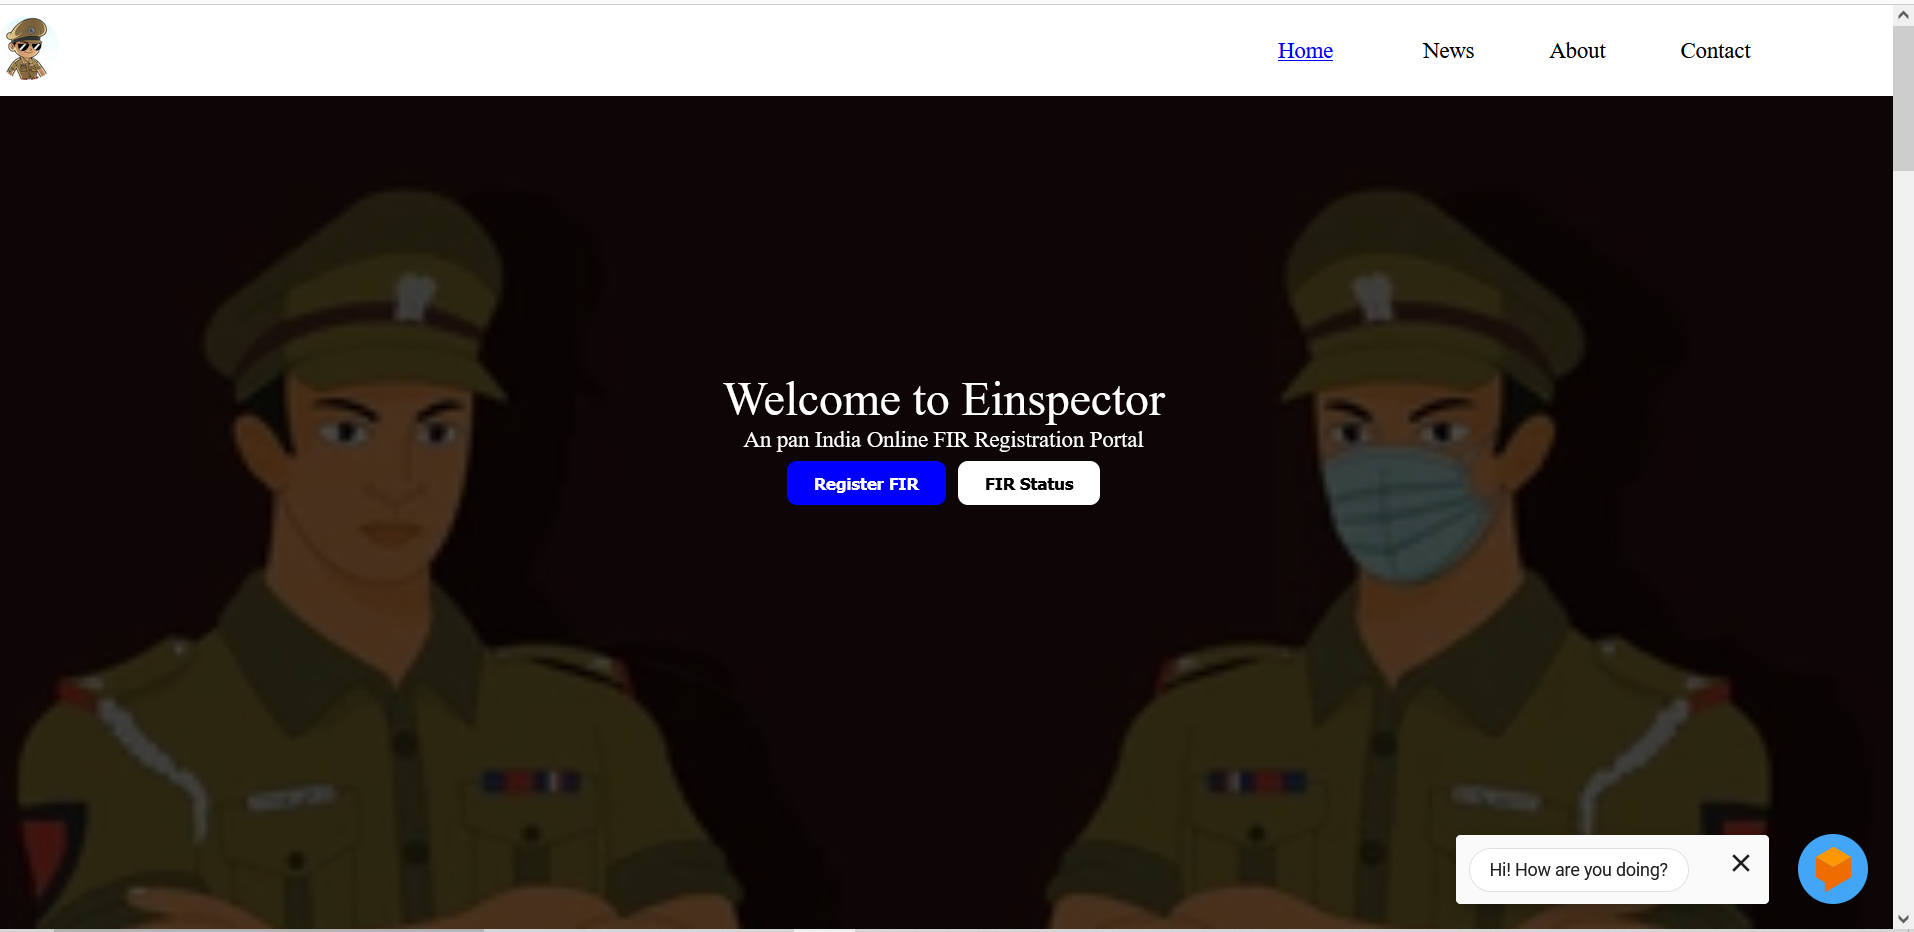 Home News About Contact
Welcome to Einspector
An pan India Online FIR Registration Portal
Register FIR FIR Status
Hi! How are you doing?